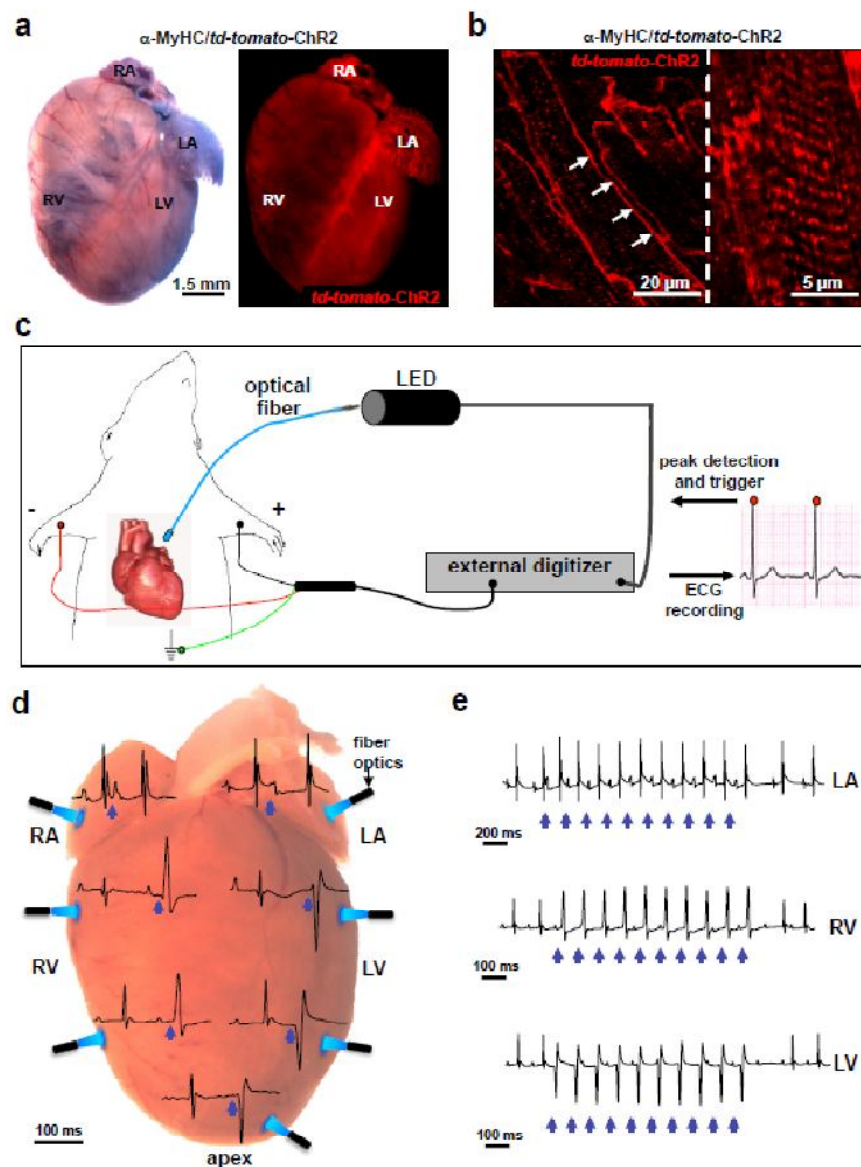 a
α-MyHC/td-tomato-ChR2
RA
LA
RV
LV
1.5 mm
RA
LA
RV
LV
td-tomato-ChR2
b
α-MyHC/td-tomato-ChR2
td-tomato-ChR2
20 µm
5 µm
c
optical
fiber
LED
-
+
external digitizer
peak detection
and trigger
ECG
recording
d
fiber
optics
RA
LA
RV
LV
100 ms
apex
e
LA
200 ms
RV
100 ms
LV
100 ms